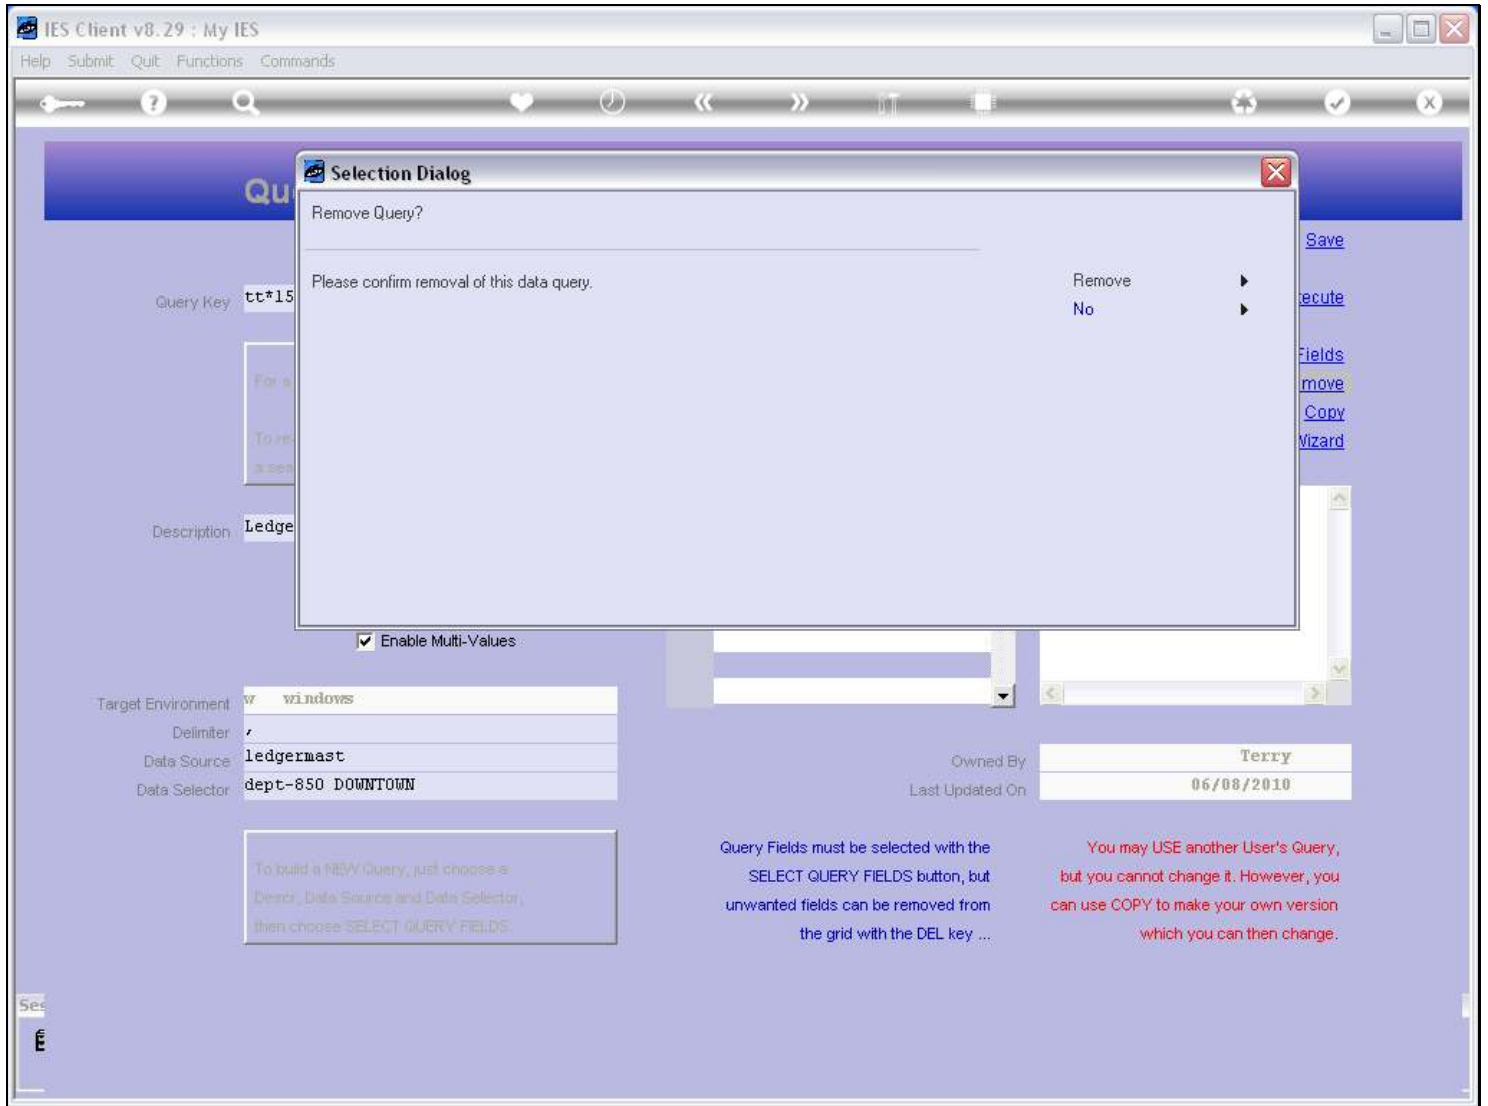 IES Client v8.29 : My IES
Help Submit Quit Functions Commands
Selection Dialog
Remove Query?
Please confirm removal of this data query.
Remove
No
Save
ecute
Fields
move
Copy
Wizard
Query Key tt*15
For a
a sea
Description Ledge
Enable Multi-Values
Target Environment w windows
Delimiter ,
Data Source ledgermast
Data Selector dept-850 DOWNTOWN
Owned By Terry
Last Updated On 06/08/2010
To build a NEW Query, just choose a
Descr, Data Source and Data Selector,
then choose SELECT QUERY FIELDS.
Query Fields must be selected with the
SELECT QUERY FIELDS button, but
unwanted fields can be removed from
the grid with the DEL key ...
You may USE another User's Query,
but you cannot change it. However, you
can use COPY to make your own version
which you can then change.
Ses